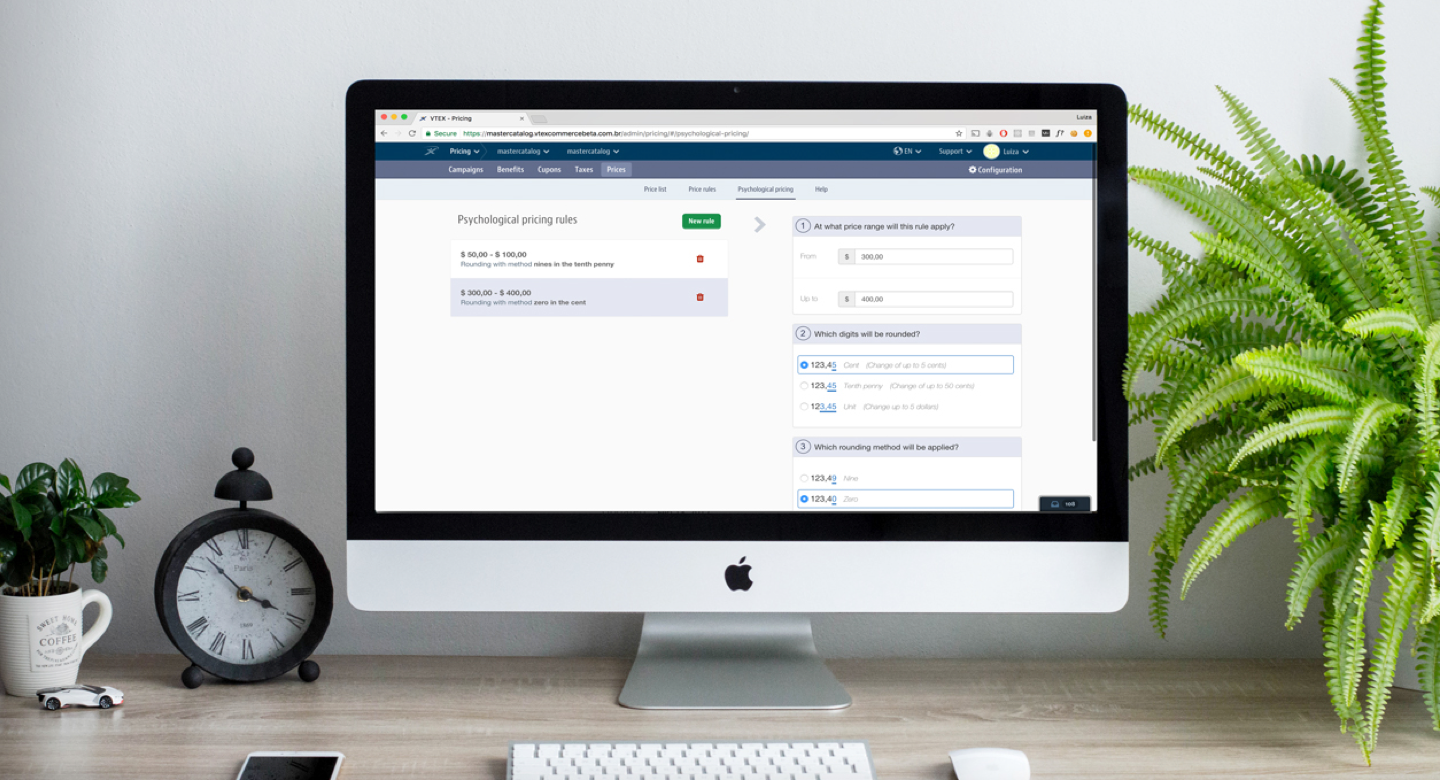 VTEK - Pricing
Luiza
Secure https://mastercatalog.vtexcommercebeta.com.br/admin/pricing/#/psychological-pricing/
Pricing mastercatalog mastercatalog EN Support Luiza
Campaigns Benefits Cupons Taxes Prices Configuration
Price list Price rules Psychological pricing Help
Psychological pricing rules
New rule
$ 50,00 - $ 100,00
Rounding with method nines in the tenth penny
$ 300,00 - $ 400,00
Rounding with method zero in the cent
1 At what price range will this rule apply?
From $ 300,00
Up to $ 400,00
2 Which digits will be rounded?
123,45 Cent (Change of up to 5 cents)
123,45 Tenth penny (Change of up to 50 cents)
123,45 Unit (Change up to 5 dollars)
3 Which rounding method will be applied?
123,49 Nine
123,40 Zero
Paris
SWEET HOME
COFFEE